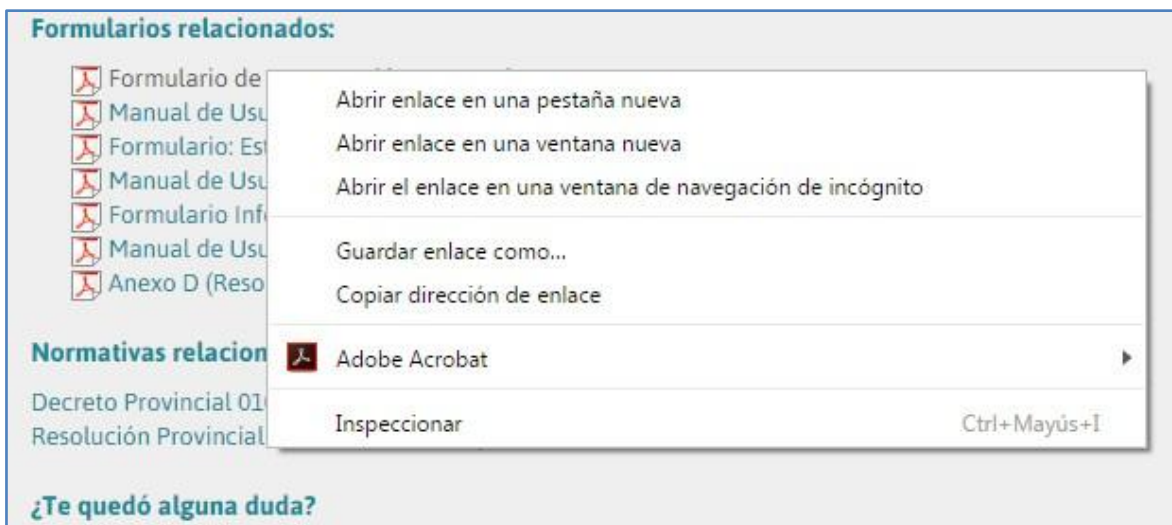 Formularios relacionados:
Formulario de
Manual de Usu
Formulario: Est
Manual de Usu
Formulario Info
Manual de Usu
Anexo D (Reso
Abrir enlace en una pestaña nueva
Abrir enlace en una ventana nueva
Abrir el enlace en una ventana de navegación de incógnito
Guardar enlace como...
Copiar dirección de enlace
Adobe Acrobat
Inspeccionar Ctrl+Mayús+I
Normativas relacion
Decreto Provincial 01
Resolución Provincial
¿Te quedó alguna duda?